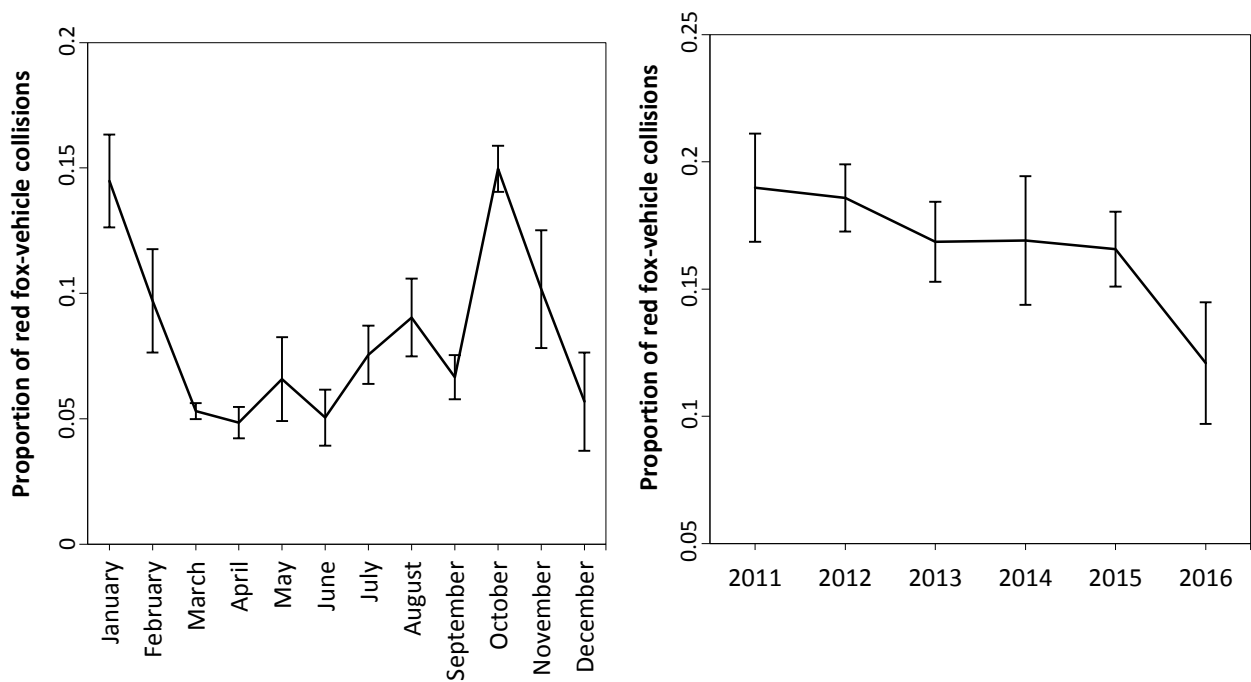 Proportion of red fox-vehicle collisions
0.2
0.15
0.1
0.05
0
January
February
March
April
May
June
July
August
September
October
November
December
Proportion of red fox-vehicle collisions
0.25
0.2
0.15
0.1
0.05
2011
2012
2013
2014
2015
2016